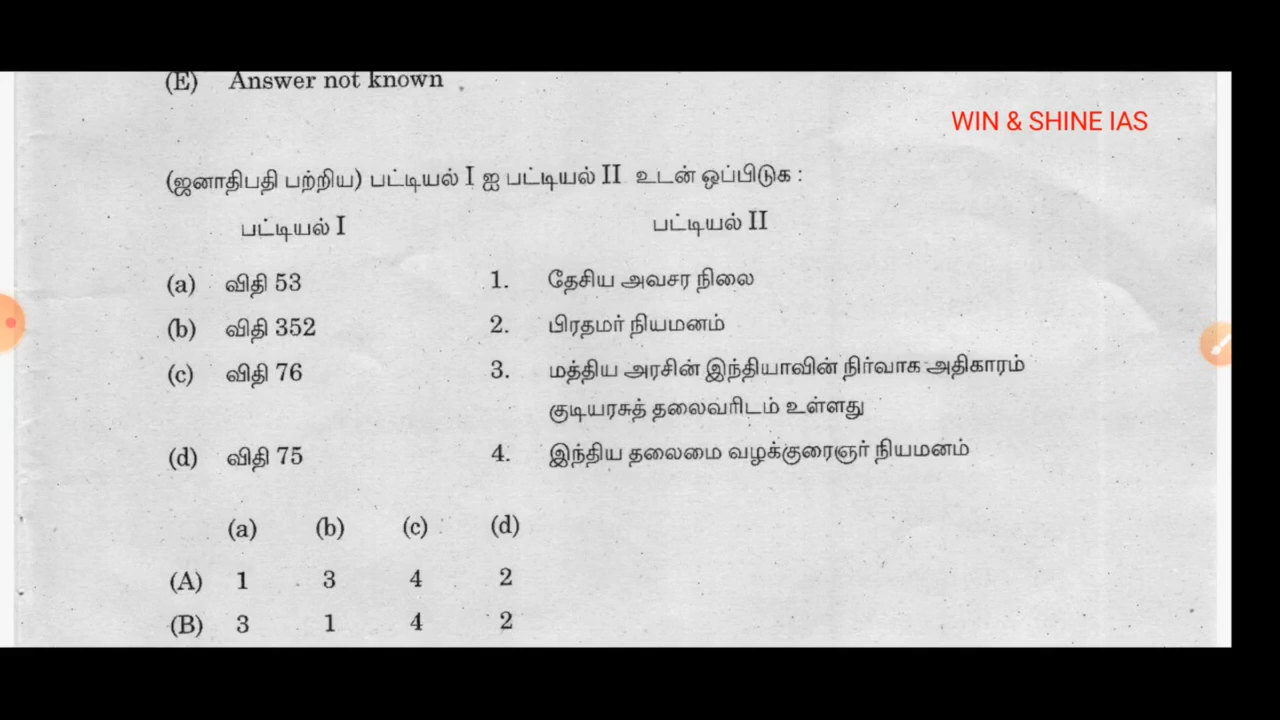 (E) Answer not known
WIN & SHINE IAS
(ஜனாதிபதி பற்றிய) பட்டியல் I ஐ பட்டியல் II உடன் ஒப்பிடுக :
பட்டியல் I பட்டியல் II
(a) விதி 53 1. தேசிய அவசர நிலை
(b) விதி 352 2. பிரதமர் நியமனம்
(c) விதி 76 3. மத்திய அரசின் இந்தியாவின் நிர்வாக அதிகாரம்
குடியரசுத் தலைவரிடம் உள்ளது
(d) விதி 75 4. இந்திய தலைமை வழக்குரைஞர் நியமனம்
(a) (b) (c) (d)
(A) 1 3 4 2
(B) 3 1 4 2